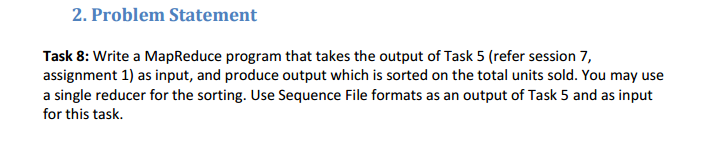 2. Problem Statement
Task 8: Write a MapReduce program that takes the output of Task 5 (refer session 7,
assignment 1) as input, and produce output which is sorted on the total units sold. You may use
a single reducer for the sorting. Use Sequence File formats as an output of Task 5 and as input
for this task.